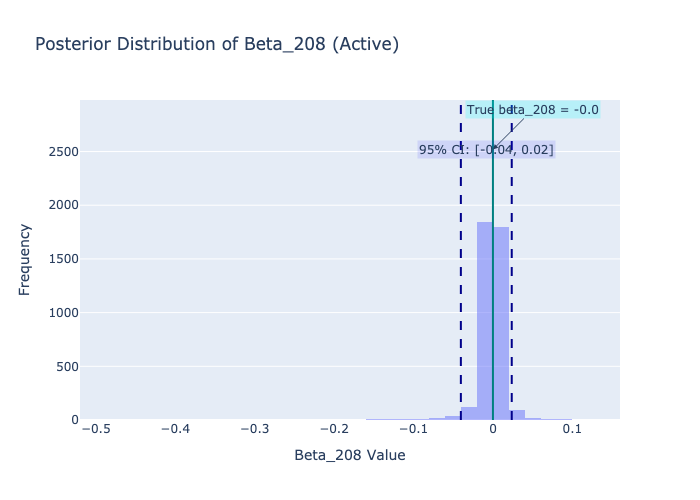 Posterior Distribution of Beta_208 (Active)
True beta_208 = -0.0
95% CI: [-0.04, 0.02]
2500
2000
1500
1000
500
0
Frequency
−0.5 −0.4 −0.3 −0.2 −0.1 0 0.1
Beta_208 Value